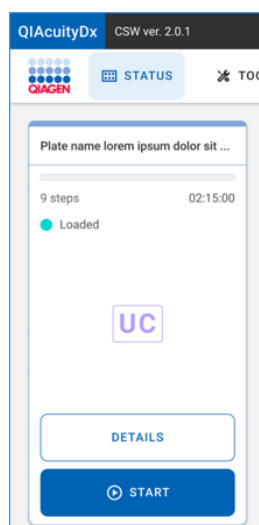 QIAcuityDx CSW ver. 2.0.1
QIAGEN STATUS
Plate name lorem ipsum dolor sit ...
9 steps 02:15:00
Loaded
UC
DETAILS
START